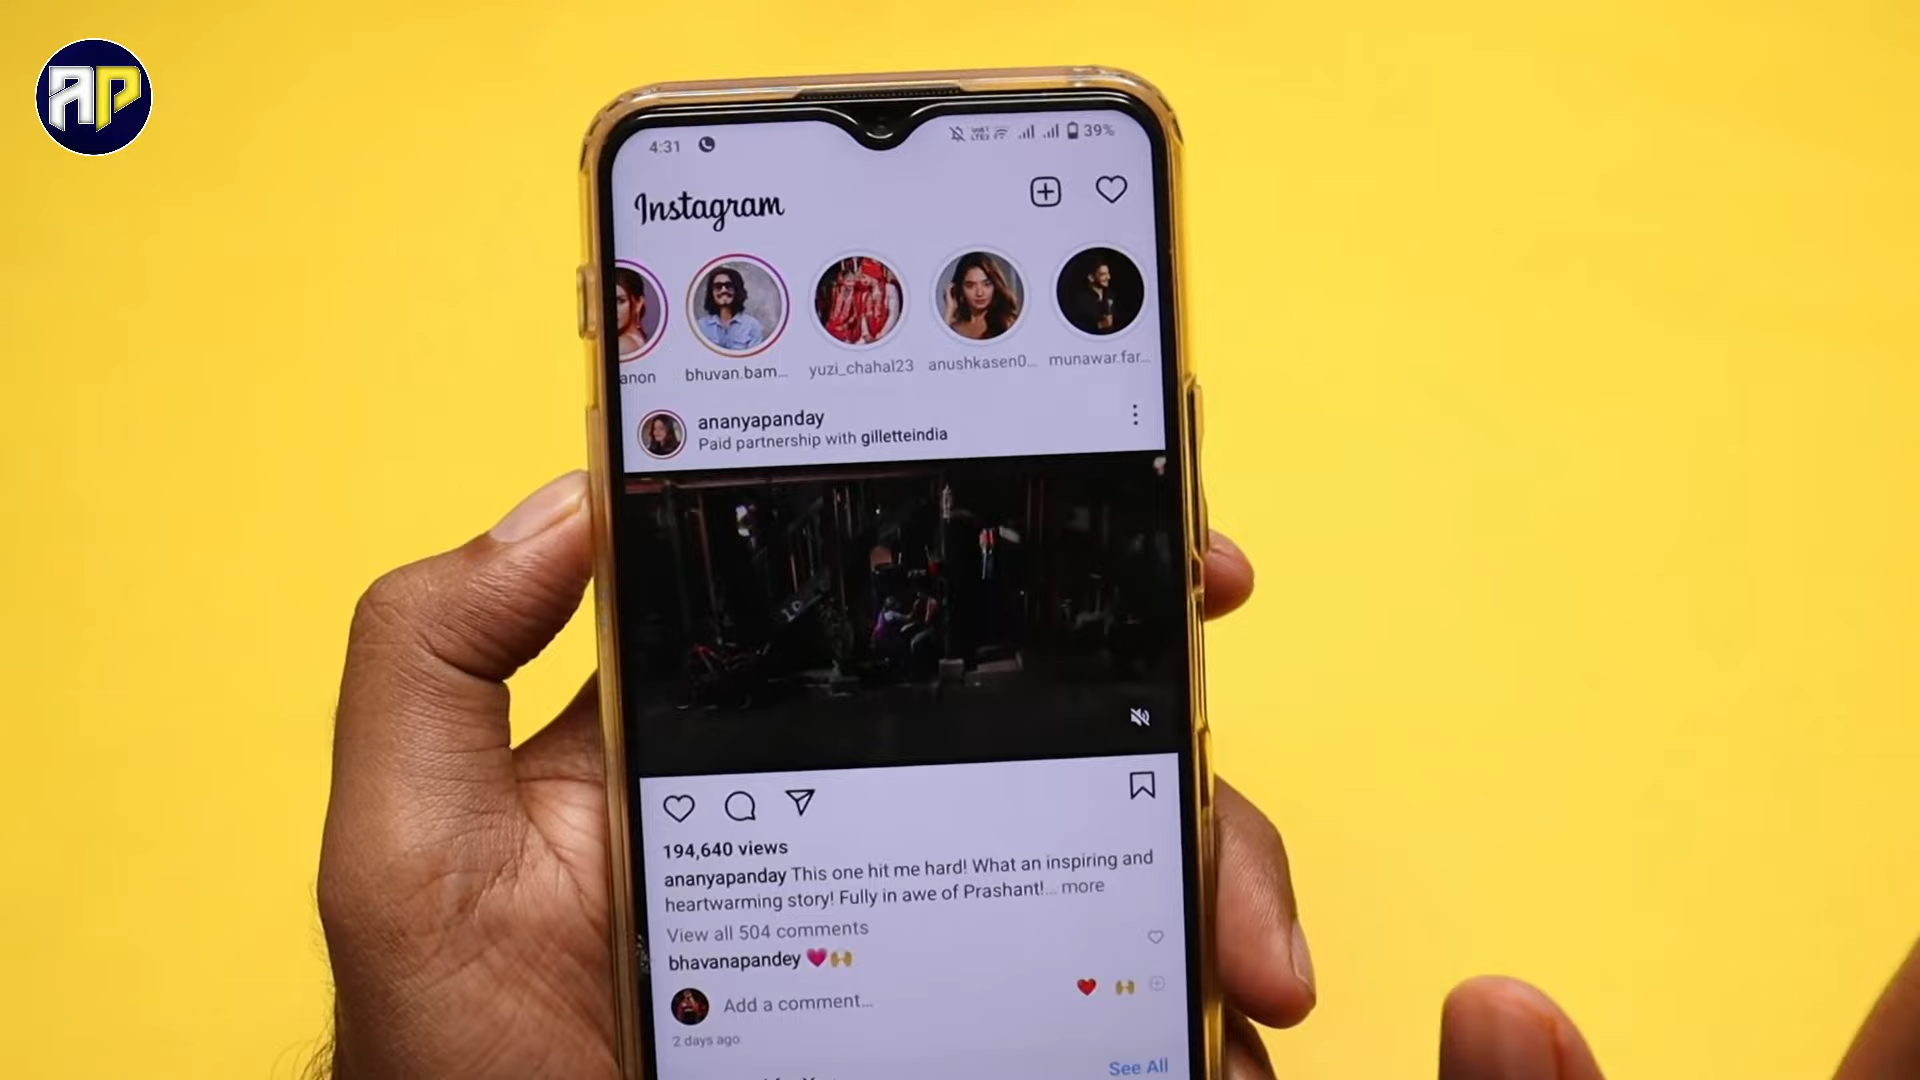 AP
4:31
39%
Instagram
anon
bhuvan.bam...
yuzi_chahal23
anushkasen0...
munawar.far...
ananyapanday
Paid partnership with gilletteindia
194,640 views
ananyapanday This one hit me hard! What an inspiring and
heartwarming story! Fully in awe of Prashant!... more
View all 504 comments
bhavanapandey 💗🙌
Add a comment...
2 days ago
See All